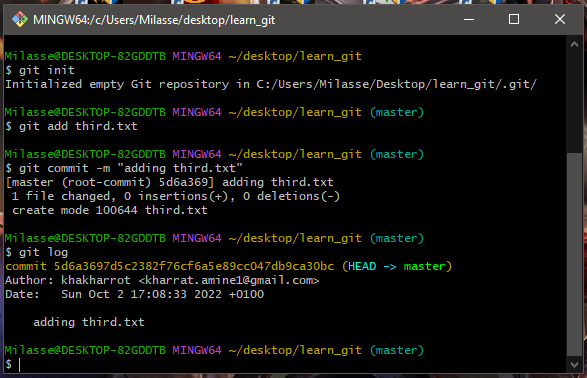 MINGW64:/c/Users/Milasse/desktop/learn_git
Milasse@DESKTOP-82GDDTB MINGW64 ~/desktop/learn_git
$ git init
Initialized empty Git repository in C:/Users/Milasse/Desktop/learn_git/.git/
Milasse@DESKTOP-82GDDTB MINGW64 ~/desktop/learn_git (master)
$ git add third.txt
Milasse@DESKTOP-82GDDTB MINGW64 ~/desktop/learn_git (master)
$ git commit -m "adding third.txt"
[master (root-commit) 5d6a369] adding third.txt
 1 file changed, 0 insertions(+), 0 deletions(-)
 create mode 100644 third.txt
Milasse@DESKTOP-82GDDTB MINGW64 ~/desktop/learn_git (master)
$ git log
commit 5d6a3697d5c2382f76cf6a5e89cc047db9ca30bc (HEAD -> master)
Author: khakharrot <kharrat.amine1@gmail.com>
Date:   Sun Oct 2 17:08:33 2022 +0100
    adding third.txt
Milasse@DESKTOP-82GDDTB MINGW64 ~/desktop/learn_git (master)
$